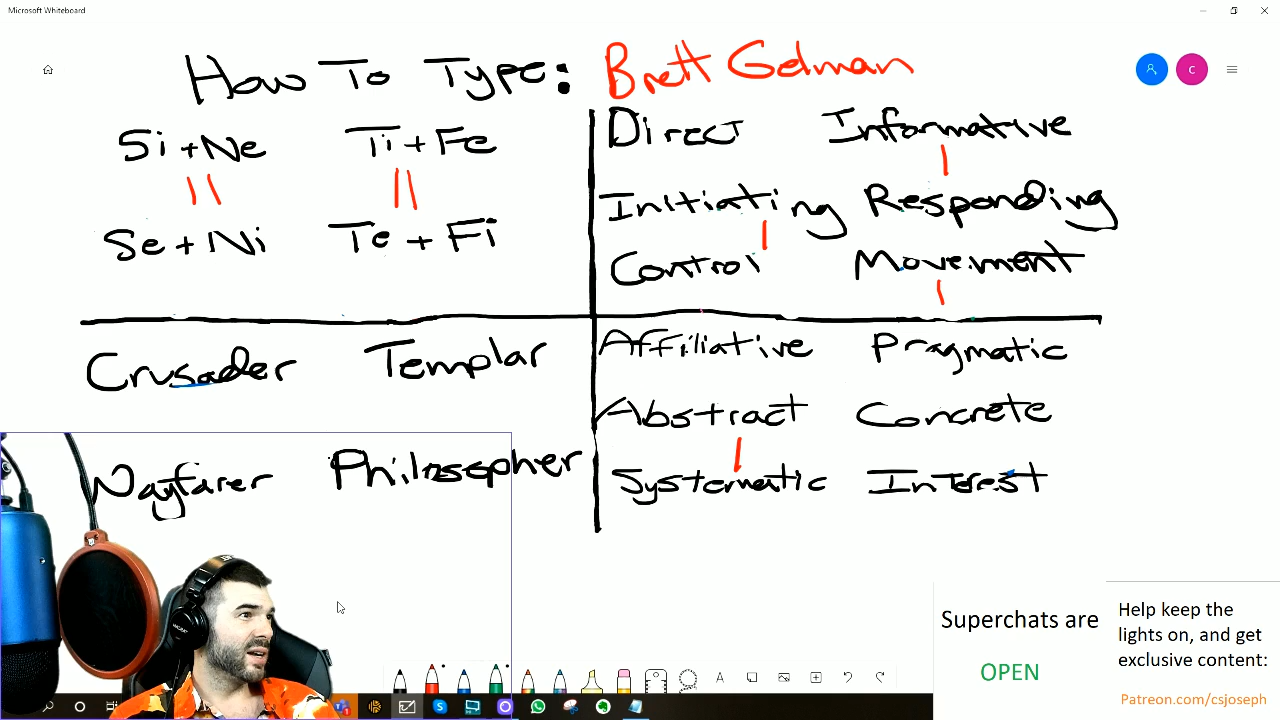 Microsoft Whiteboard
How To Type: Brett Gelman
Si + Ne Ti + Fe
Se + Ni Te + Fi
Direct Informative
Initiating Responding
Control Movement
Crusader Templar
Wayfarer Philosopher
Affiliative Pragmatic
Abstract Concrete
Systematic Interest
C
Superchats are
OPEN
Help keep the
lights on, and get
exclusive content:
Patreon.com/csjoseph